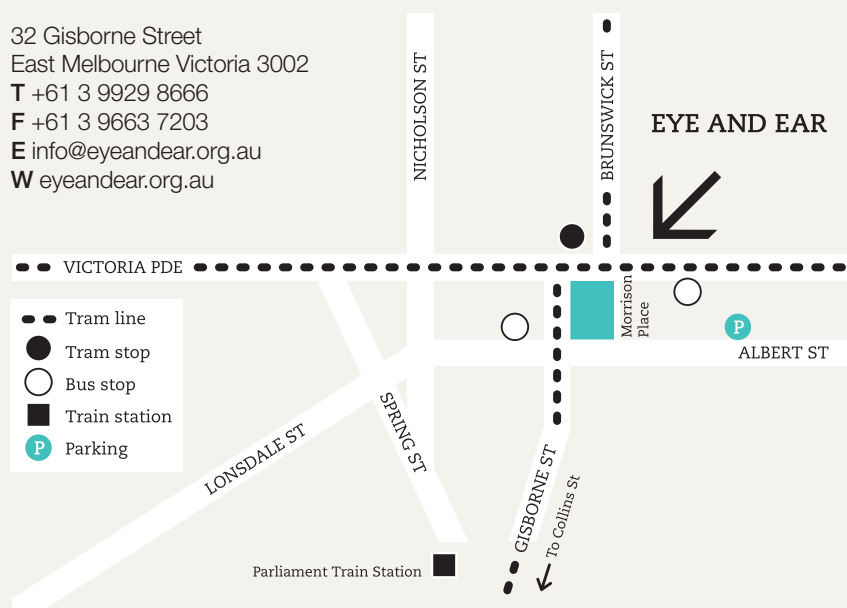 32 Gisborne Street
East Melbourne Victoria 3002
T +61 3 9929 8666
F +61 3 9663 7203
E info@eyeandear.org.au
W eyeandear.org.au
NICHOLSON ST
BRUNSWICK ST
EYE AND EAR
VICTORIA PDE
Morrison
Place
P
ALBERT ST
Tram line
Tram stop
Bus stop
Train station
P Parking
LONSDALE ST
SPRING ST
GISBORNE ST
To Collins St
Parliament Train Station